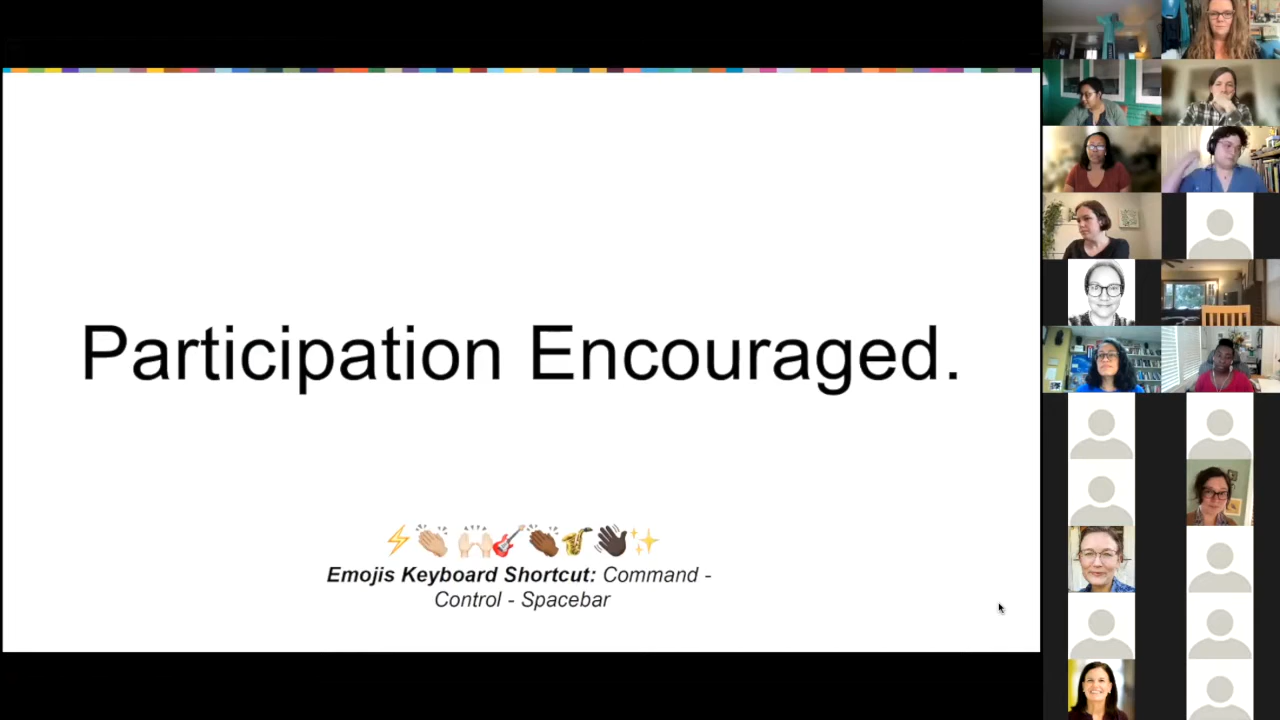 Participation Encouraged.
⚡👏🏼 🙌🏻🎸👏🏾🎷👋🏿✨
Emojis Keyboard Shortcut: Command -
Control - Spacebar